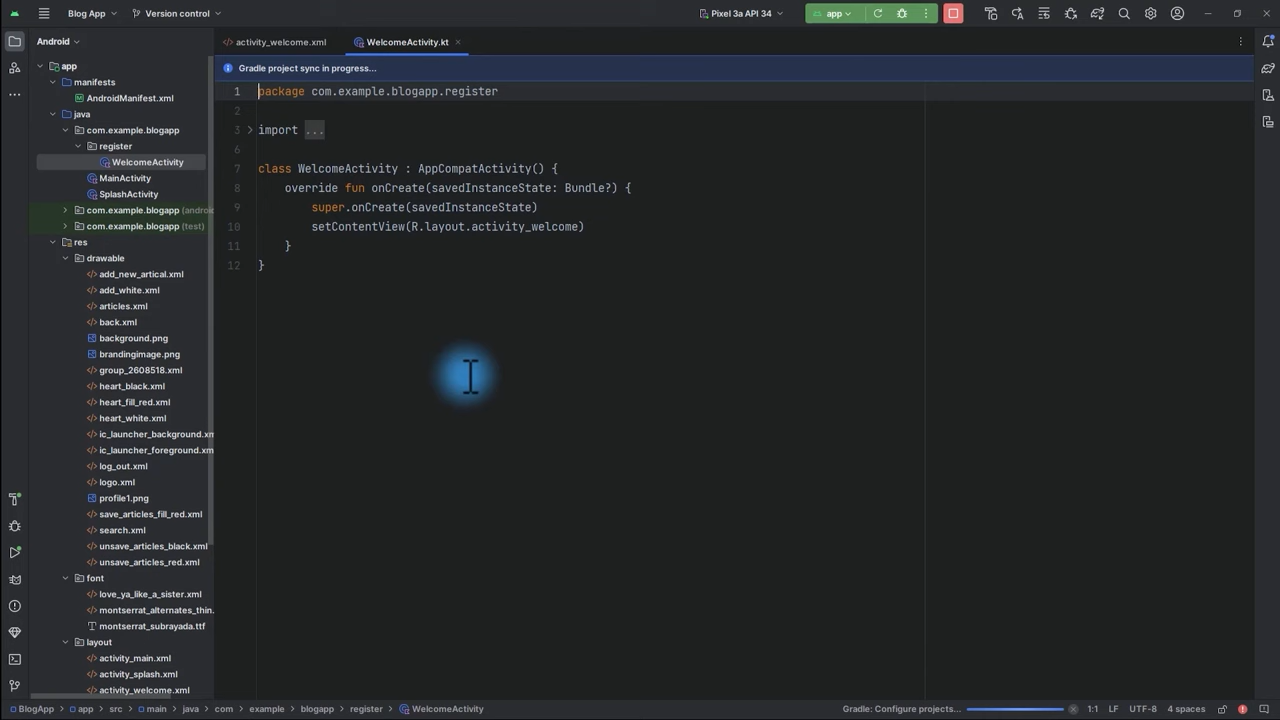 Blog App
Version control
Pixel 3a API 34
app
Android
activity_welcome.xml
WelcomeActivity.kt
Gradle project sync in progress...
app
manifests
AndroidManifest.xml
java
com.example.blogapp
register
WelcomeActivity
MainActivity
SplashActivity
com.example.blogapp (androi
com.example.blogapp (test)
res
drawable
add_new_artical.xml
add_white.xml
articles.xml
back.xml
background.png
brandingimage.png
group_2608518.xml
heart_black.xml
heart_fill_red.xml
heart_white.xml
ic_launcher_background.xm
ic_launcher_foreground.xm
log_out.xml
logo.xml
profile1.png
save_articles_fill_red.xml
search.xml
unsave_articles_black.xml
unsave_articles_red.xml
font
love_ya_like_a_sister.xml
montserrat_alternates_thin.
montserrat_subrayada.ttf
layout
activity_main.xml
activity_splash.xml
activity_welcome.xml
1 package com.example.blogapp.register
2
3 import ...
6
7 class WelcomeActivity : AppCompatActivity() {
8 override fun onCreate(savedInstanceState: Bundle?) {
9 super.onCreate(savedInstanceState)
10 setContentView(R.layout.activity_welcome)
11 }
12 }
BlogApp > app > src > main > java > com > example > blogapp > register > WelcomeActivity
Gradle: Configure projects...
1:1 LF UTF-8 4 spaces